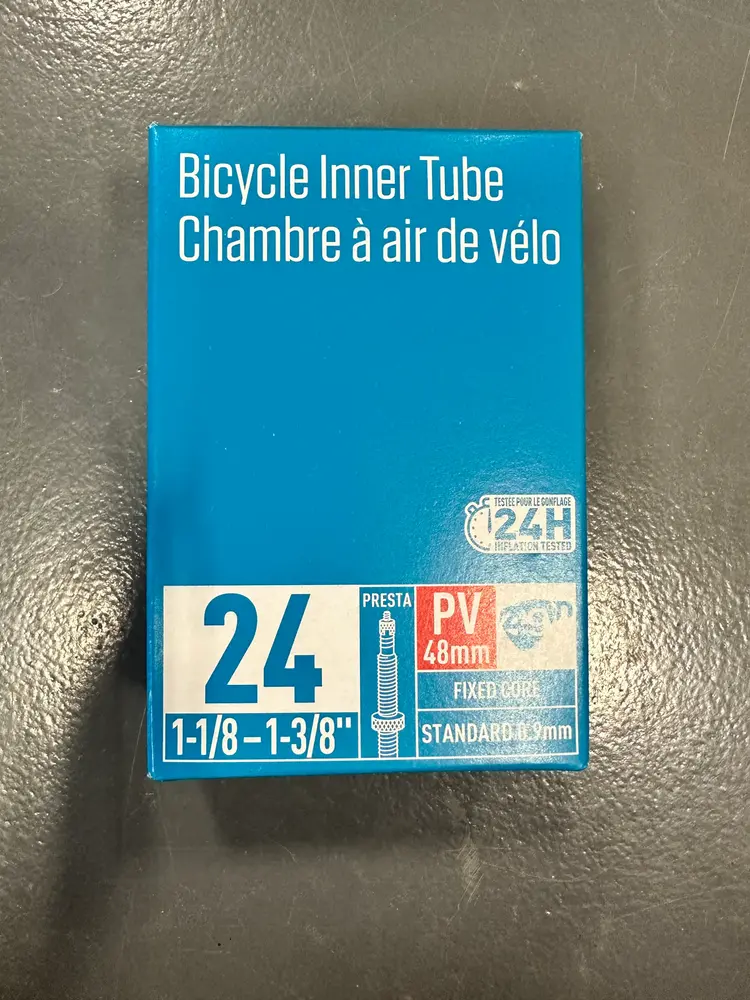 Bicycle Inner Tube
Chambre à air de vélo
TESTÉE POUR LE GONFLAGE
24H
INFLATION TESTED
24
1-1/8 – 1-3/8"
PRESTA
PV
48mm
FIXED CORE
STANDARD 0.9mm